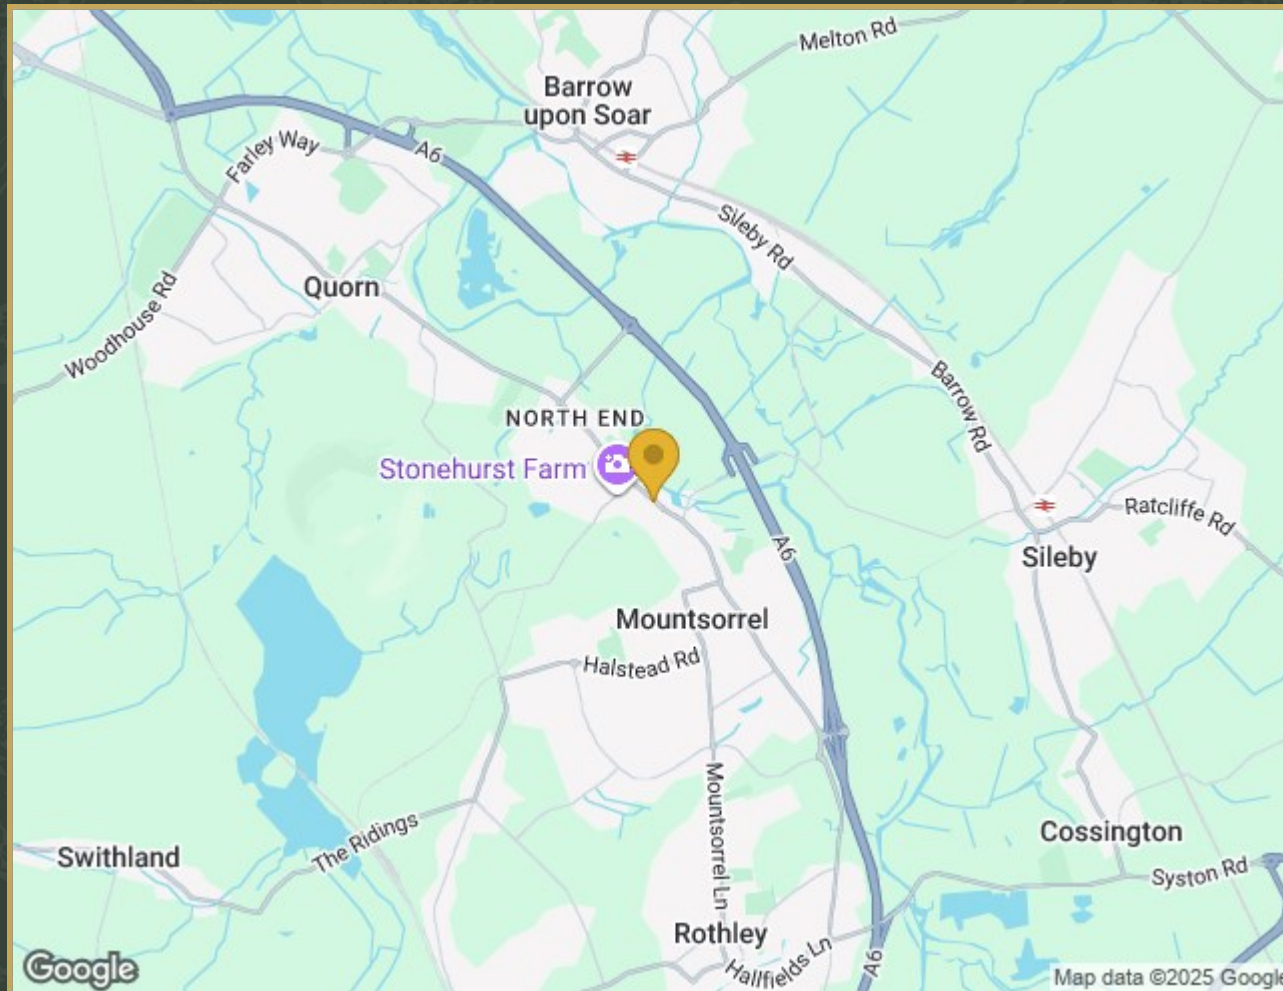 Melton Rd
Barrow
upon Soar
Farley Way
A6
Sileby Rd
Quorn
Woodhouse Rd
Barrow Rd
NORTH END
Stonehurst Farm
Ratcliffe Rd
A6
Sileby
Mountsorrel
Halstead Rd
Mountsorrel Ln
The Ridings
Swithland
Cossington
Syston Rd
Rothley
Hallfields Ln
A6
Google
Map data ©2025 Google